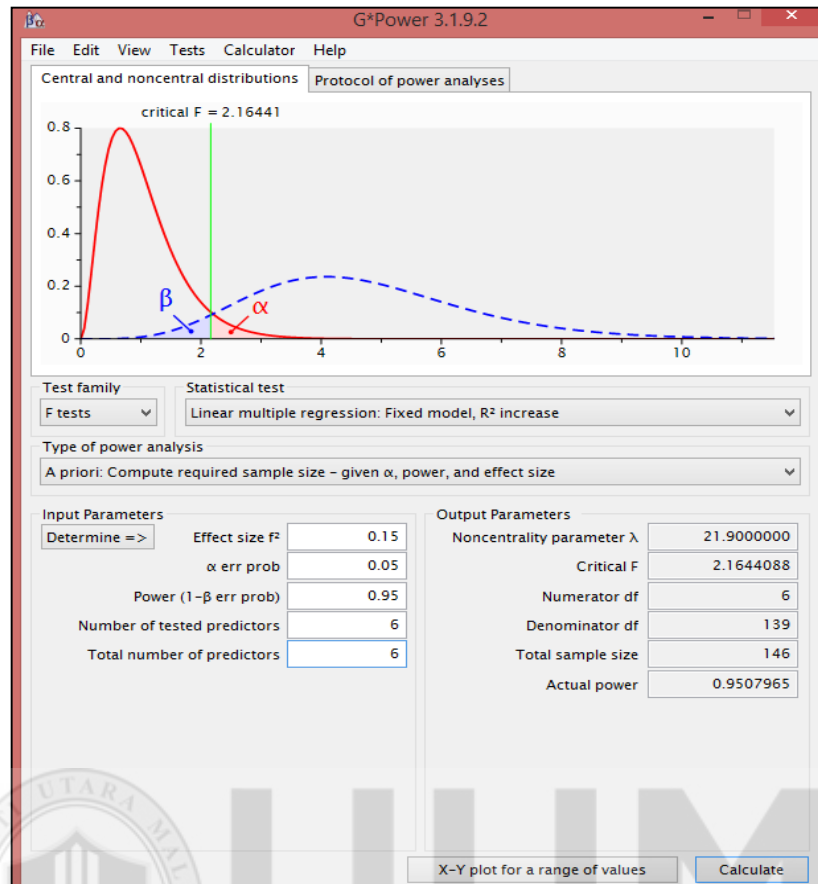 βα G*Power 3.1.9.2
File Edit View Tests Calculator Help
Central and noncentral distributions Protocol of power analyses
critical F = 2.16441
0.8
0.6
0.4
0.2
0
β α
0 2 4 6 8 10
Test family Statistical test
F tests Linear multiple regression: Fixed model, R² increase
Type of power analysis
A priori: Compute required sample size – given α, power, and effect size
Input Parameters Output Parameters
Determine => Effect size f² 0.15 Noncentrality parameter λ 21.9000000
α err prob 0.05 Critical F 2.1644088
Power (1-β err prob) 0.95 Numerator df 6
Number of tested predictors 6 Denominator df 139
Total number of predictors 6 Total sample size 146
Actual power 0.9507965
UTARA
UUM
X-Y plot for a range of values Calculate